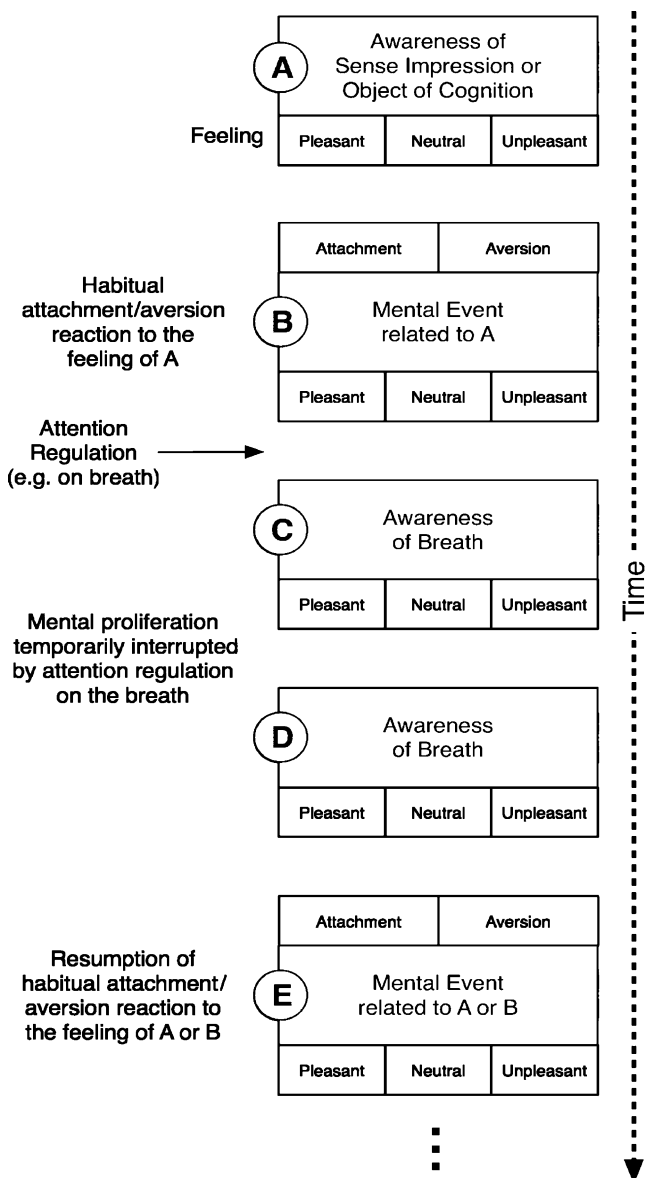 A
Awareness of
Sense Impression or
Object of Cognition
Feeling
Pleasant Neutral Unpleasant
Attachment Aversion
Habitual
attachment/aversion
reaction to the
feeling of A
B
Mental Event
related to A
Pleasant Neutral Unpleasant
Attention
Regulation
(e.g. on breath)
C
Awareness
of Breath
Pleasant Neutral Unpleasant
Time
Mental proliferation
temporarily interrupted
by attention regulation
on the breath
D
Awareness
of Breath
Pleasant Neutral Unpleasant
Attachment Aversion
Resumption of
habitual attachment/
aversion reaction to
the feeling of A or B
E
Mental Event
related to A or B
Pleasant Neutral Unpleasant